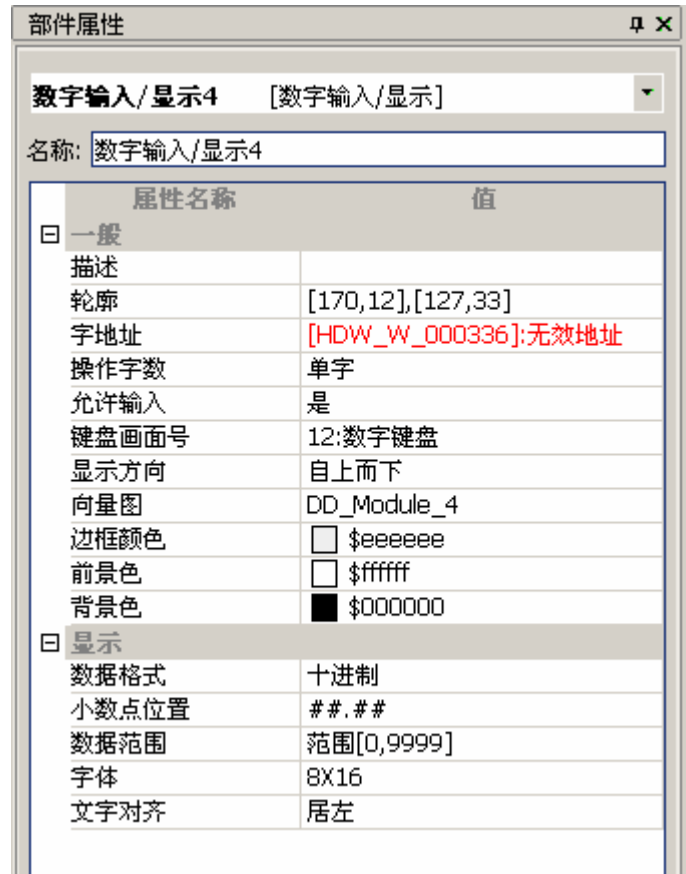 部件属性
数字输入/显示4 [数字输入/显示]
名称: 数字输入/显示4
属性名称 值
一般
描述
轮廓 [170,12],[127,33]
字地址 [HDW_W_000336]:无效地址
操作字数 单字
允许输入 是
键盘画面号 12:数字键盘
显示方向 自上而下
向量图 DD_Module_4
边框颜色 $eeeeee
前景色 $ffffff
背景色 $000000
显示
数据格式 十进制
小数点位置 ##.##
数据范围 范围[0,9999]
字体 8X16
文字对齐 居左